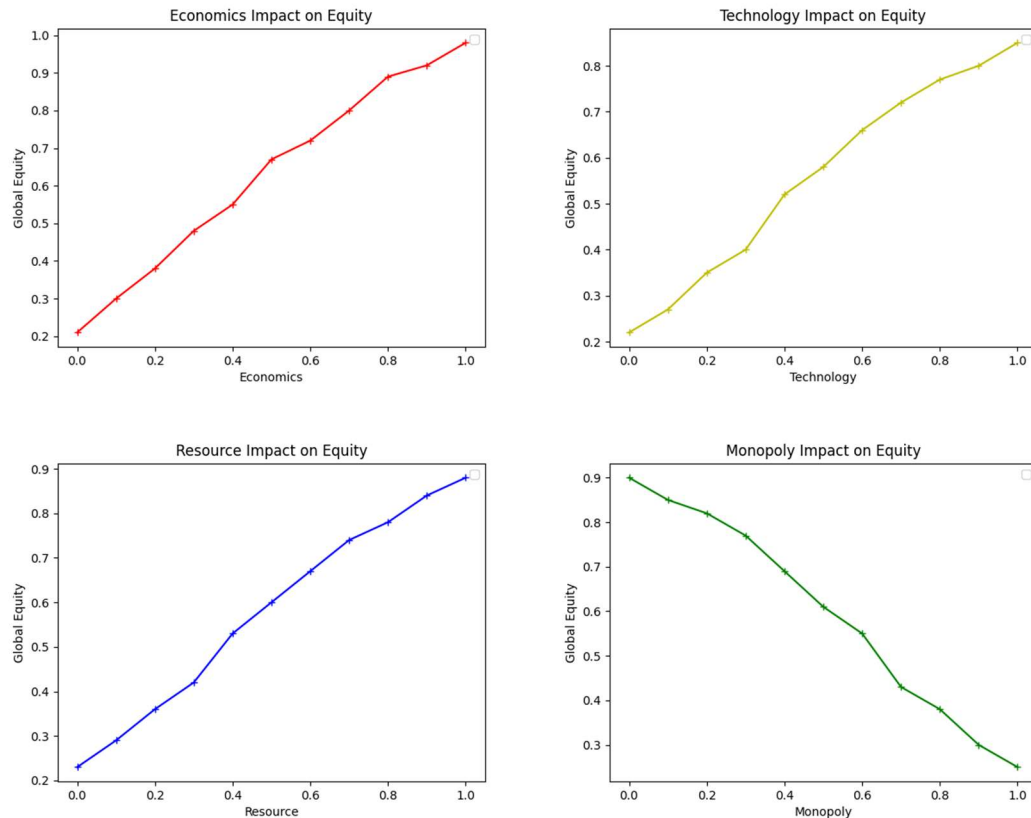 Economics Impact on Equity
1.0
0.9
0.8
0.7
0.6
0.5
0.4
0.3
0.2
Global Equity
0.0 0.2 0.4 0.6 0.8 1.0
Economics
Technology Impact on Equity
0.8
0.7
0.6
0.5
0.4
0.3
0.2
Global Equity
0.0 0.2 0.4 0.6 0.8 1.0
Technology
Resource Impact on Equity
0.9
0.8
0.7
0.6
0.5
0.4
0.3
0.2
Global Equity
0.0 0.2 0.4 0.6 0.8 1.0
Resource
Monopoly Impact on Equity
0.9
0.8
0.7
0.6
0.5
0.4
0.3
Global Equity
0.0 0.2 0.4 0.6 0.8 1.0
Monopoly